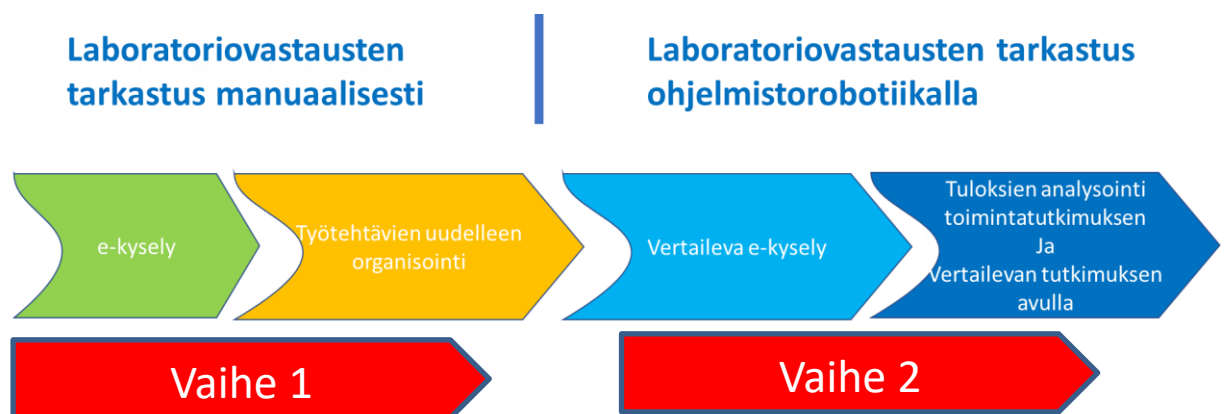 Laboratoriovastausten
tarkastus manuaalisesti
Laboratoriovastausten tarkastus
ohjelmistorobotiikalla
e-kysely
Työtehtävien uudelleen
organisointi
Vertaileva e-kysely
Tuloksien analysointi
toimintatutkimuksen
Ja
Vertailevan tutkimuksen
avulla
Vaihe 1
Vaihe 2